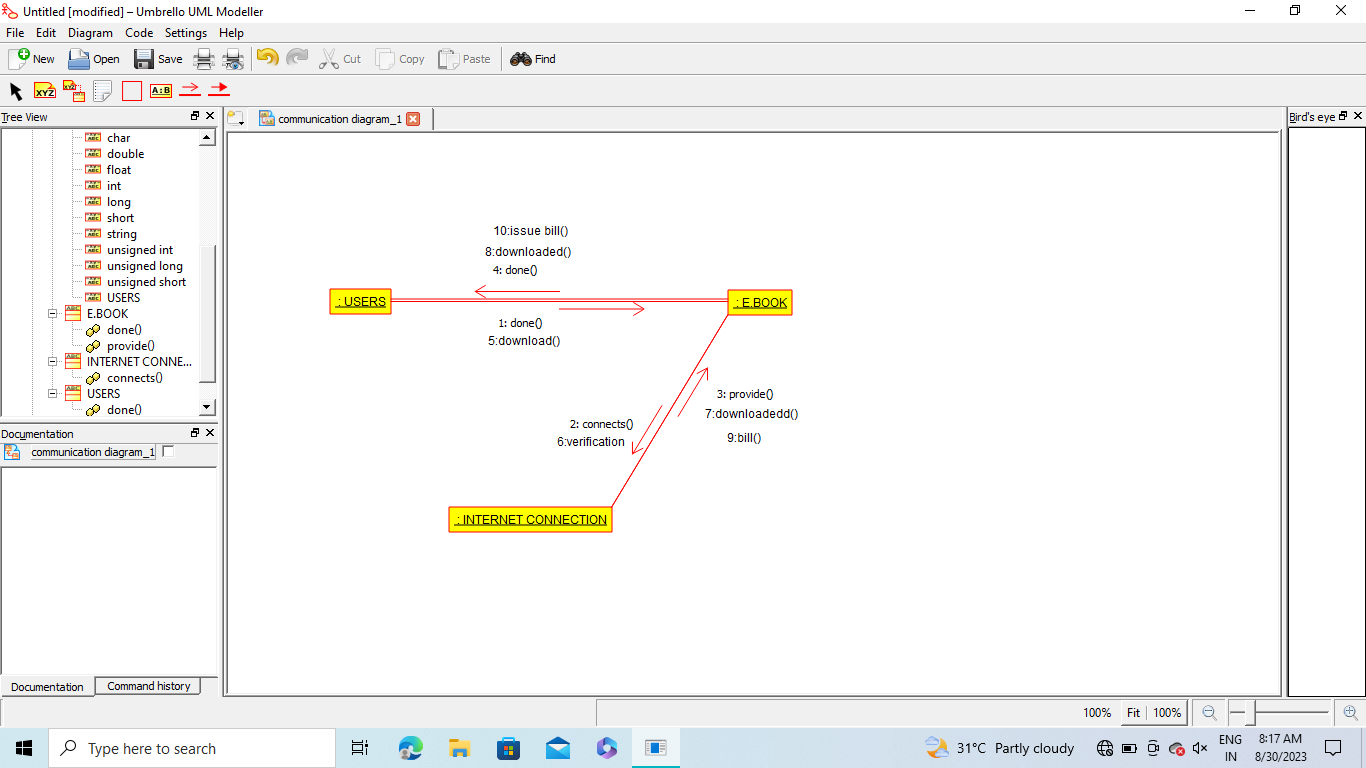 Untitled [modified] – Umbrello UML Modeller
File Edit Diagram Code Settings Help
New Open Save Cut Copy Paste Find
XYZ XYZ A:B
Tree View
communication diagram_1
Bird's eye
char
double
float
int
long
short
string
unsigned int
unsigned long
unsigned short
USERS
E.BOOK
done()
provide()
INTERNET CONNE...
connects()
USERS
done()
10:issue bill()
8:downloaded()
4: done()
: USERS
: E.BOOK
1: done()
5:download()
3: provide()
7:downloadedd()
9:bill()
2: connects()
6:verification
: INTERNET CONNECTION
Documentation
communication diagram_1
Documentation Command history
100% Fit 100%
Type here to search
31°C Partly cloudy
ENG
IN
8:17 AM
8/30/2023